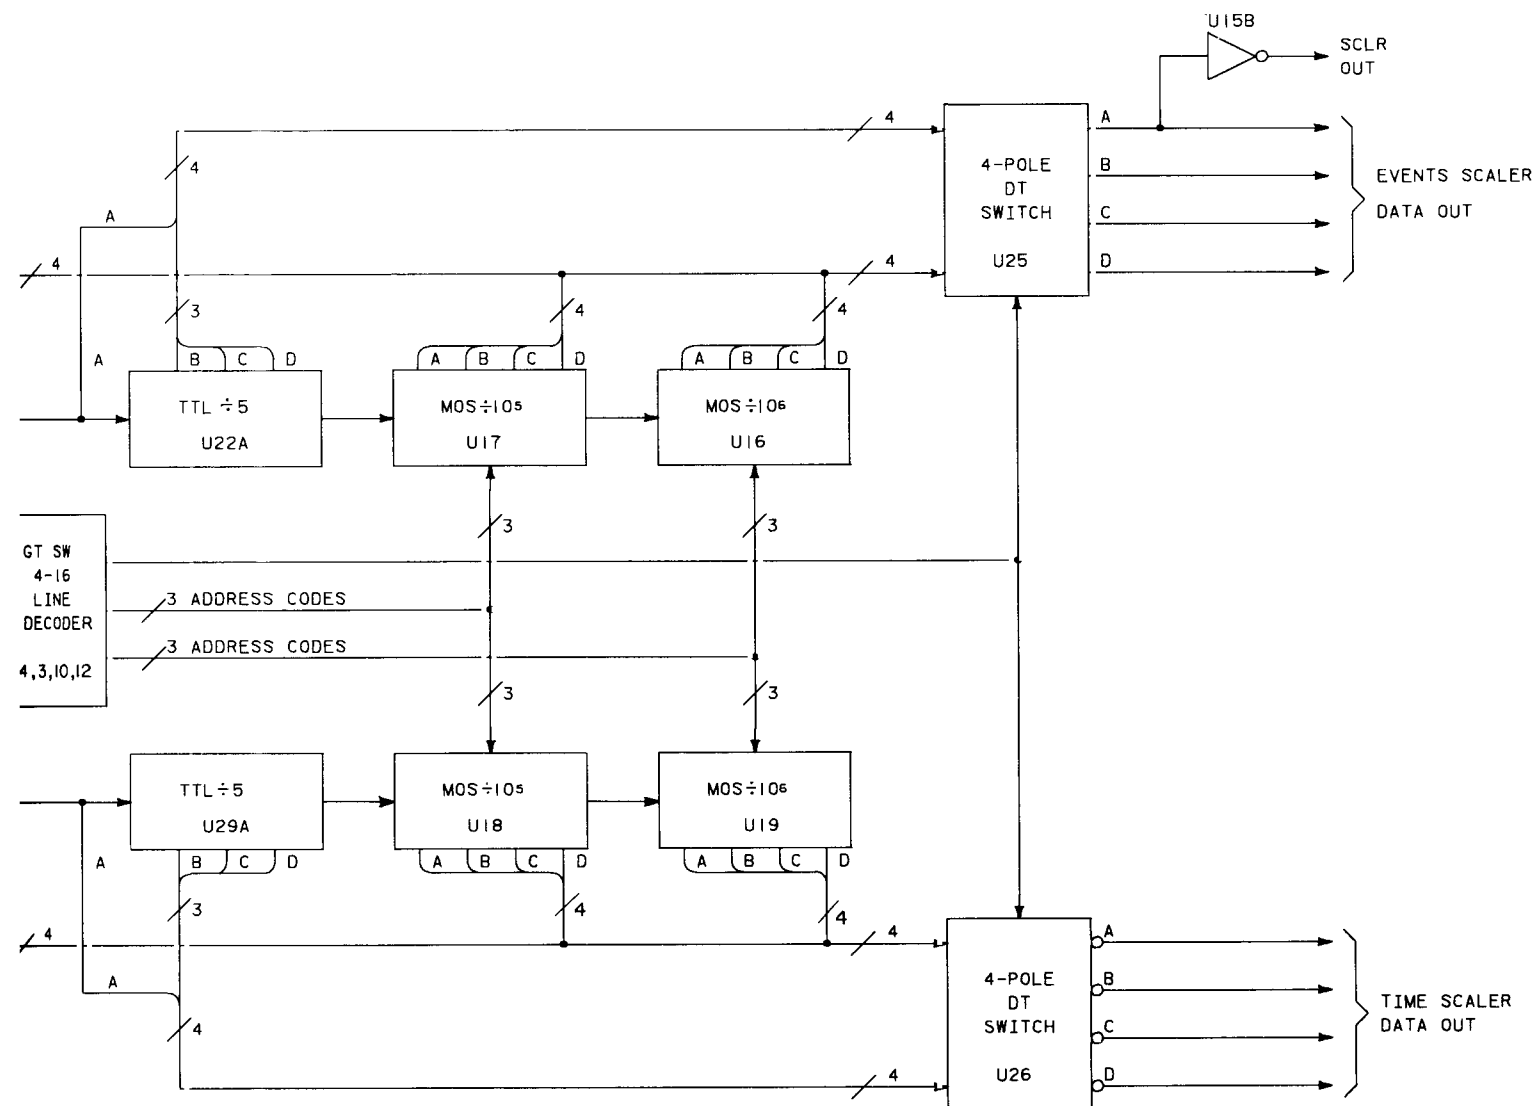 U15B
SCLR
OUT
4
A
4
4-POLE
DT
SWITCH
U25
B
C
D
EVENTS SCALER
DATA OUT
A
4
4
3
4
4
A
B C D
A B C D
A B C D
TTL ÷5
U22A
MOS÷10⁵
U17
MOS÷10⁶
U16
3
3
GT SW
4-16
LINE
DECODER
4,3,10,12
3 ADDRESS CODES
3 ADDRESS CODES
3
3
TTL÷5
U29A
MOS÷10⁵
U18
MOS÷10⁶
U19
A
B C D
A B C D
A B C D
3
4
4
4
4
A
4
4
4-POLE
DT
SWITCH
U26
A
B
C
D
TIME SCALER
DATA OUT